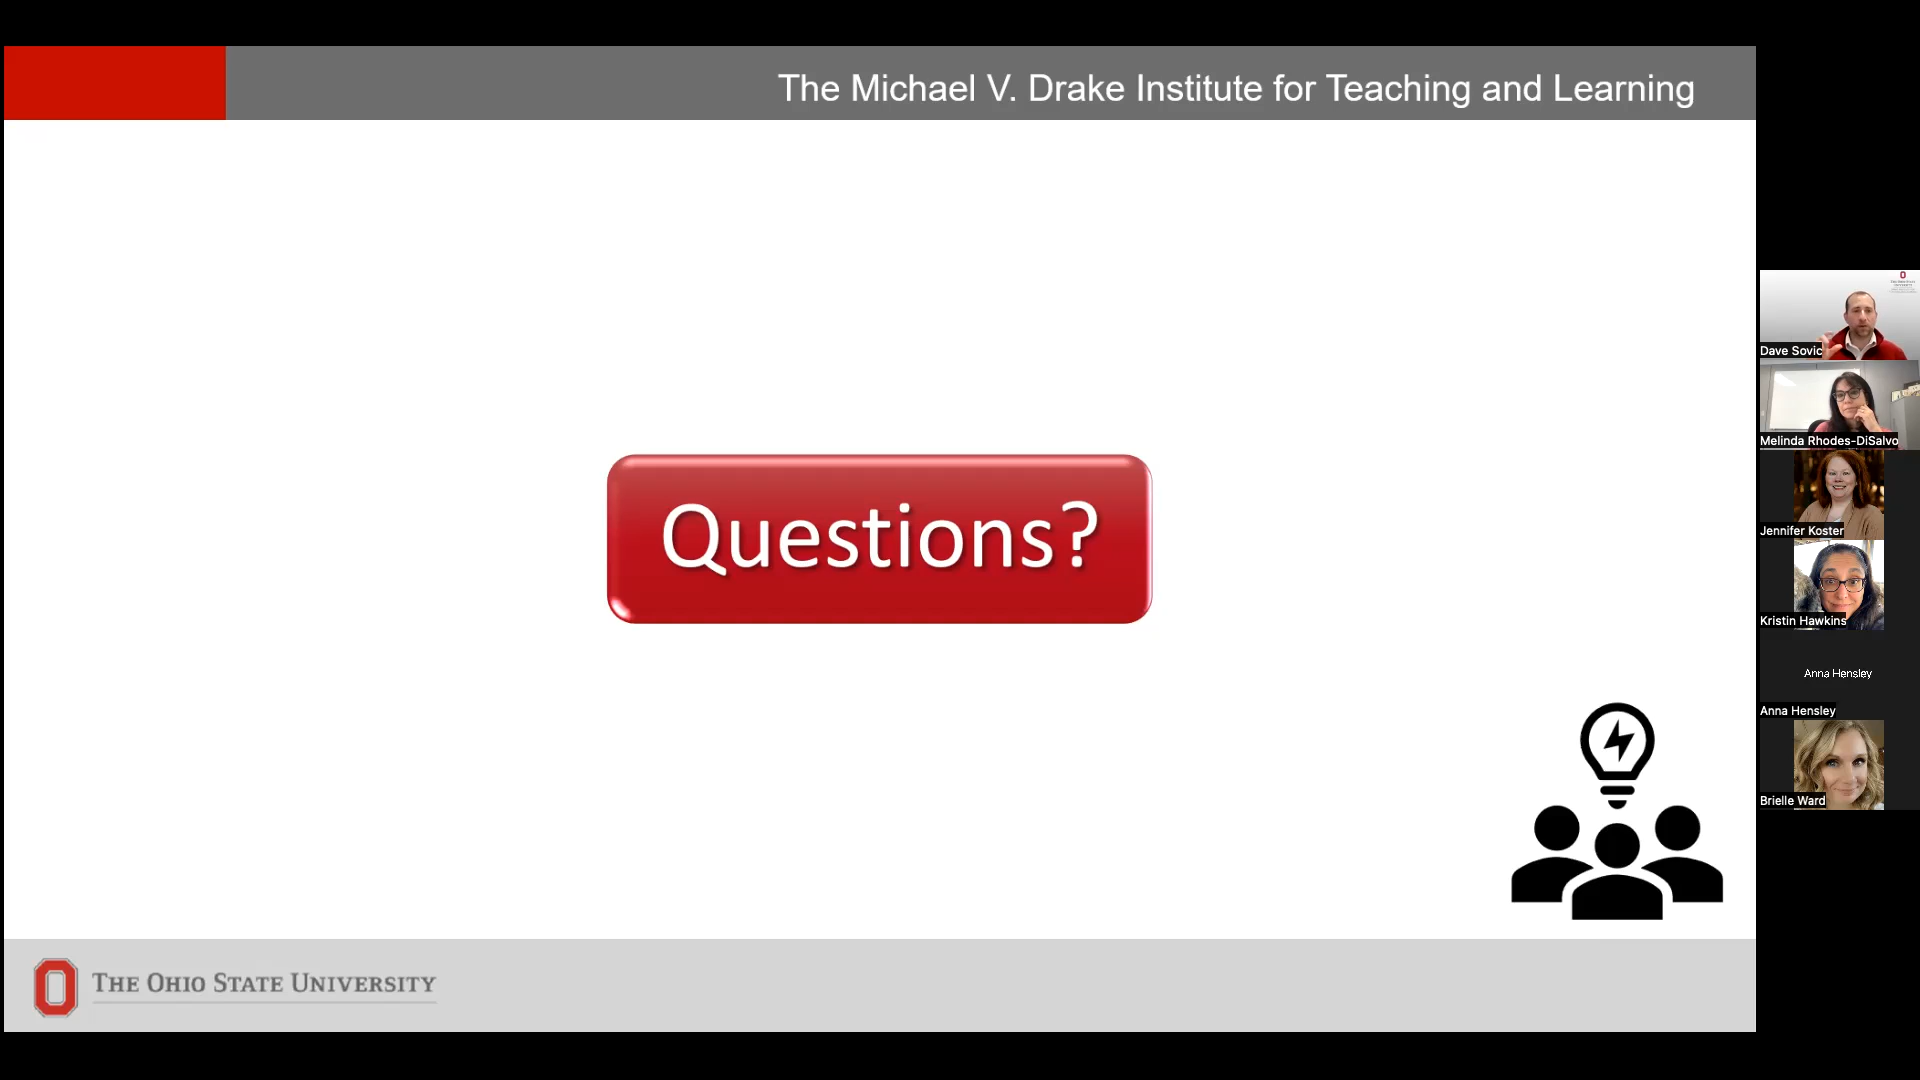 The Michael V. Drake Institute for Teaching and Learning
Questions?
THE OHIO STATE UNIVERSITY
Dave Sovic
Melinda Rhodes-DiSalvo
Jennifer Koster
Kristin Hawkins
Anna Hensley
Anna Hensley
Brielle Ward